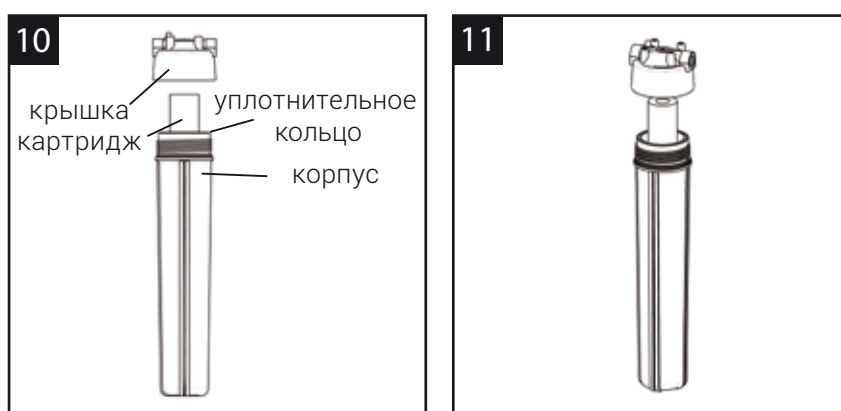 10
крышка
картридж
уплотнительное
кольцо
корпус
11